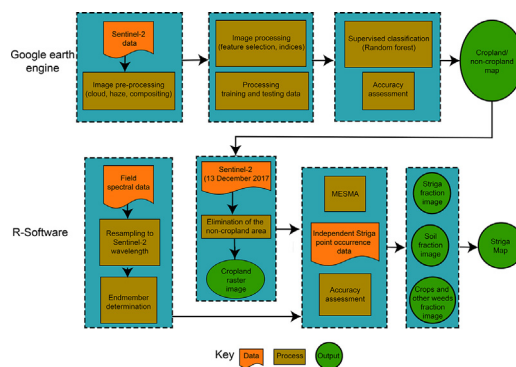 Google earth
engine
Sentinel-2
data
Image pre-processing
(cloud, haze, compositing)
Image processing
(feature selection, indices)
Processing
training and testing data
Supervised classification
(Random forest)
Accuracy
assessment
Cropland/
non-cropland
map
R-Software
Field
spectral data
Resampling to
Sentinel-2
wavelength
Endmember
determination
Sentinel-2
(13 December 2017)
Elimination of the
non-cropland area
Cropland
raster
image
MESMA
Independent Striga
point occurrence
data
Accuracy
assessment
Striga
fraction
image
Soil
fraction
image
Crops and
other weeds
fraction
image
Striga
Map
Key
Data
Process
Output